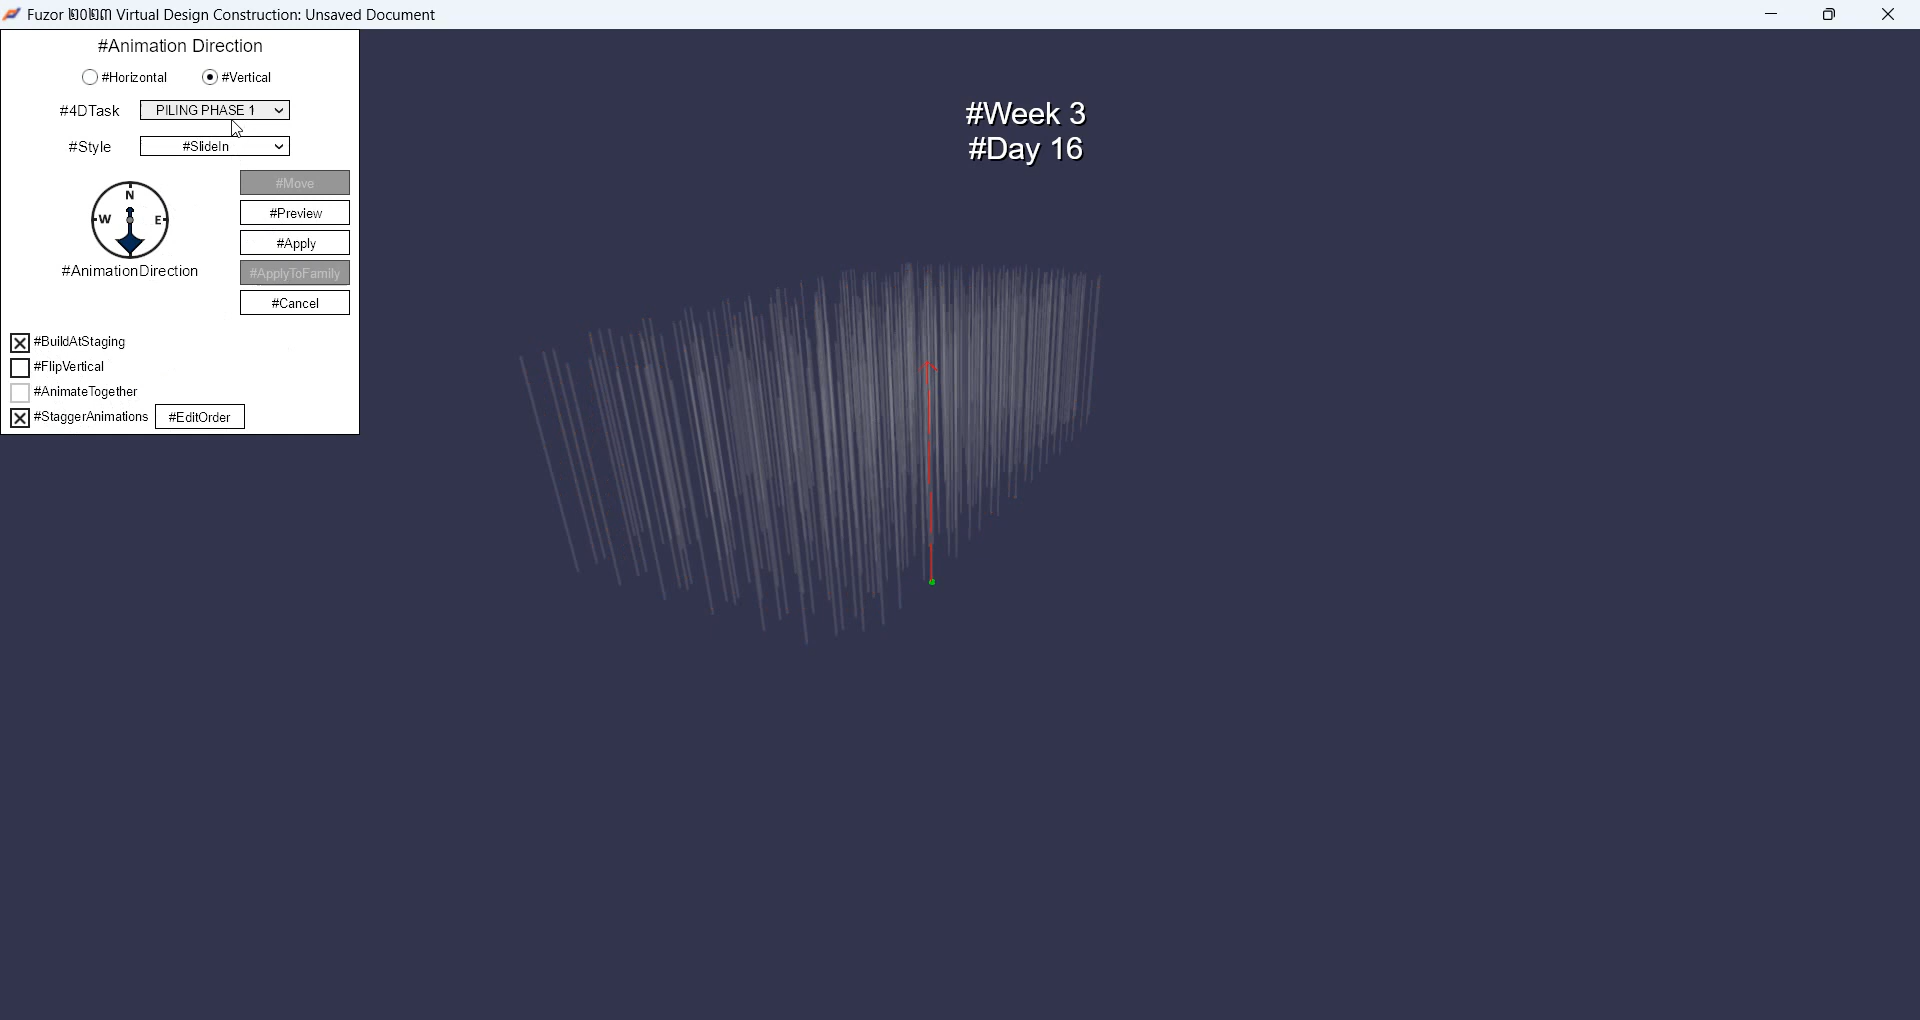 Fuzor Virtual Design Construction: Unsaved Document
#Animation Direction
#Horizontal #Vertical
#4DTask PILING PHASE 1
#Style #SlideIn
#Move
#Preview
#Apply
#ApplyToFamily
#Cancel
N
W E
#AnimationDirection
#BuildAtStaging
#FlipVertical
#AnimateTogether
#StaggerAnimations #EditOrder
#Week 3
#Day 16